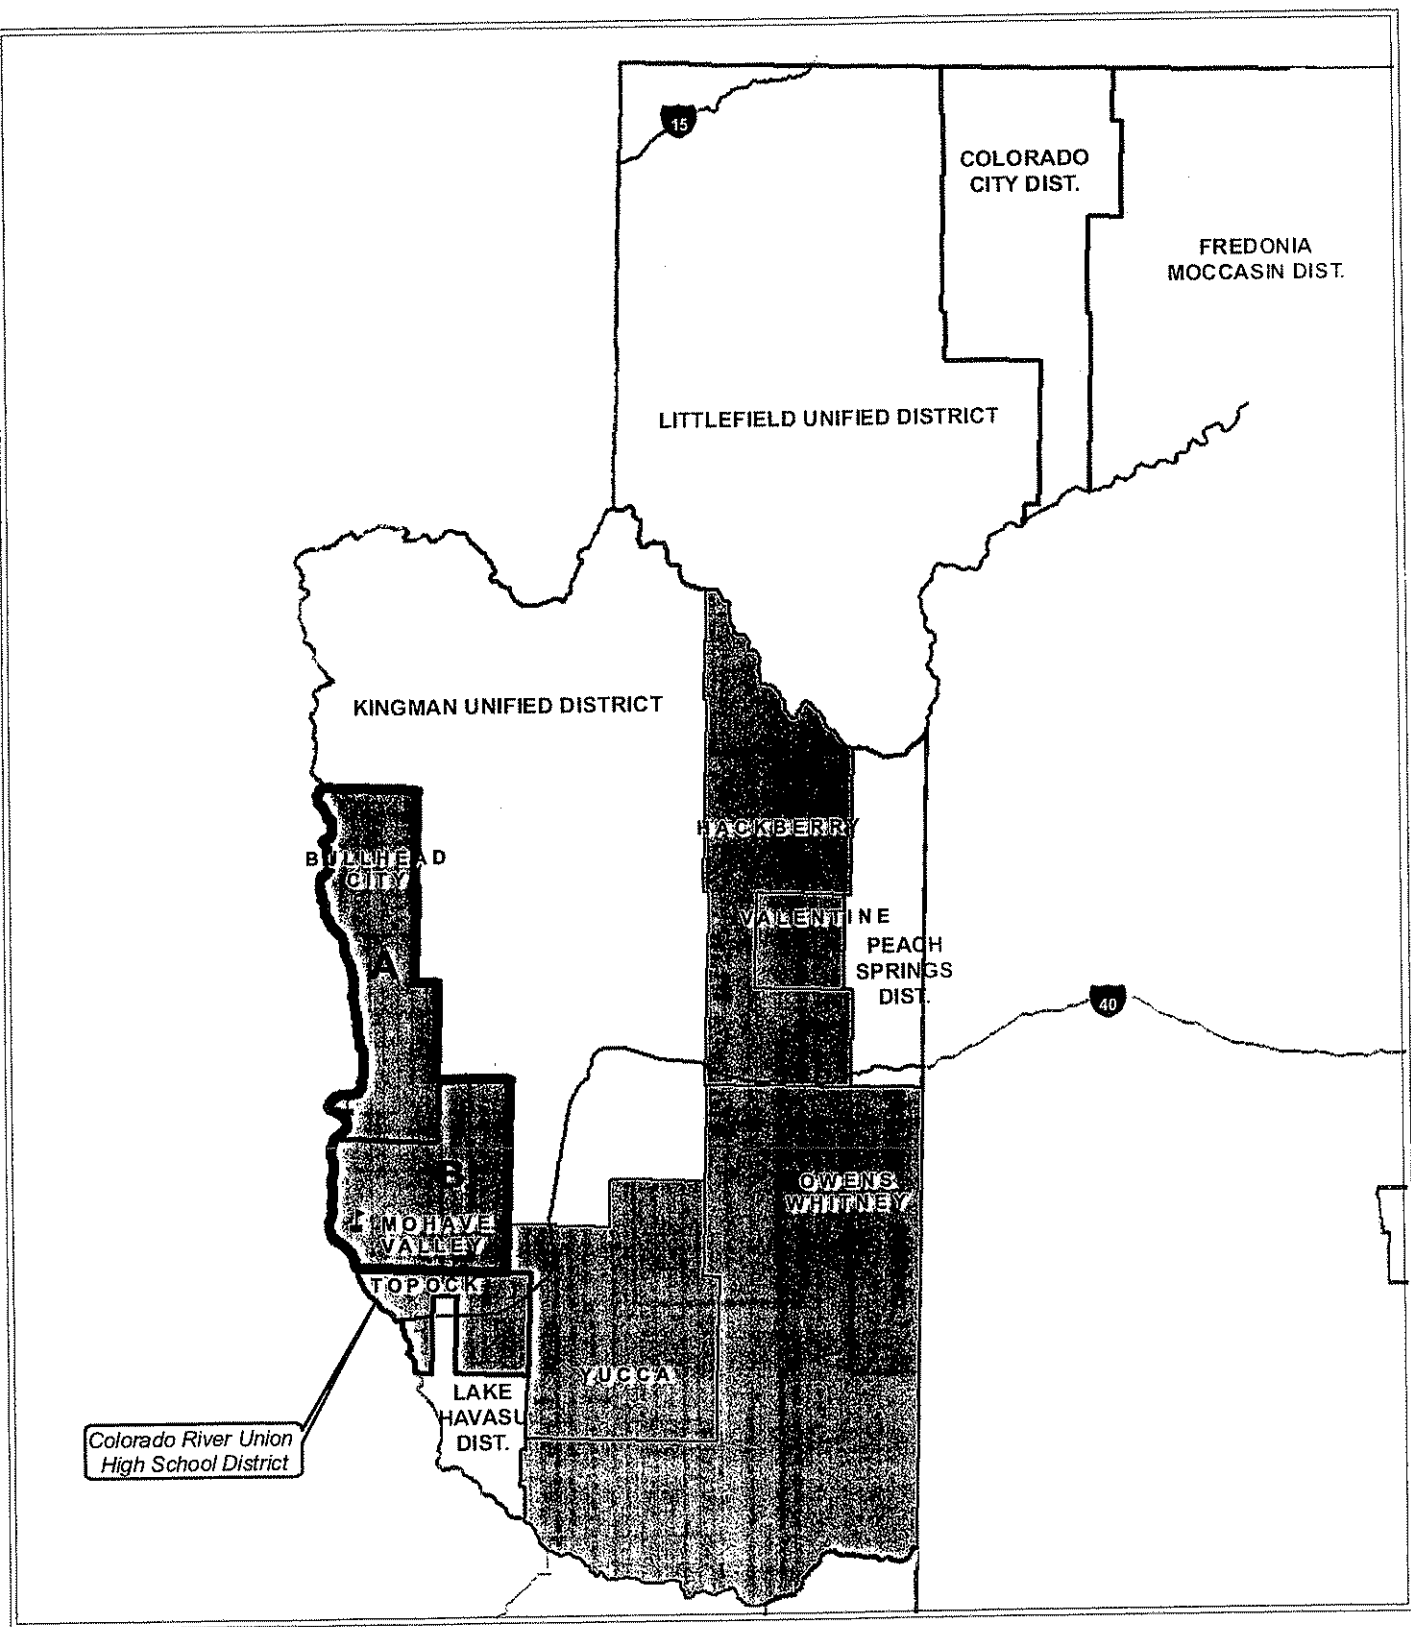 15
COLORADO
CITY DIST.
FREDONIA
MOCCASIN DIST.
LITTLEFIELD UNIFIED DISTRICT
KINGMAN UNIFIED DISTRICT
HACKBERRY
BULLHEAD
CITY
VALENTINE
PEACH
SPRINGS
DIST.
A
40
B
OWENS
WHITNEY
MOHAVE
VALLEY
TOPOCK
YUCCA
LAKE
HAVASU
DIST.
Colorado River Union
High School District